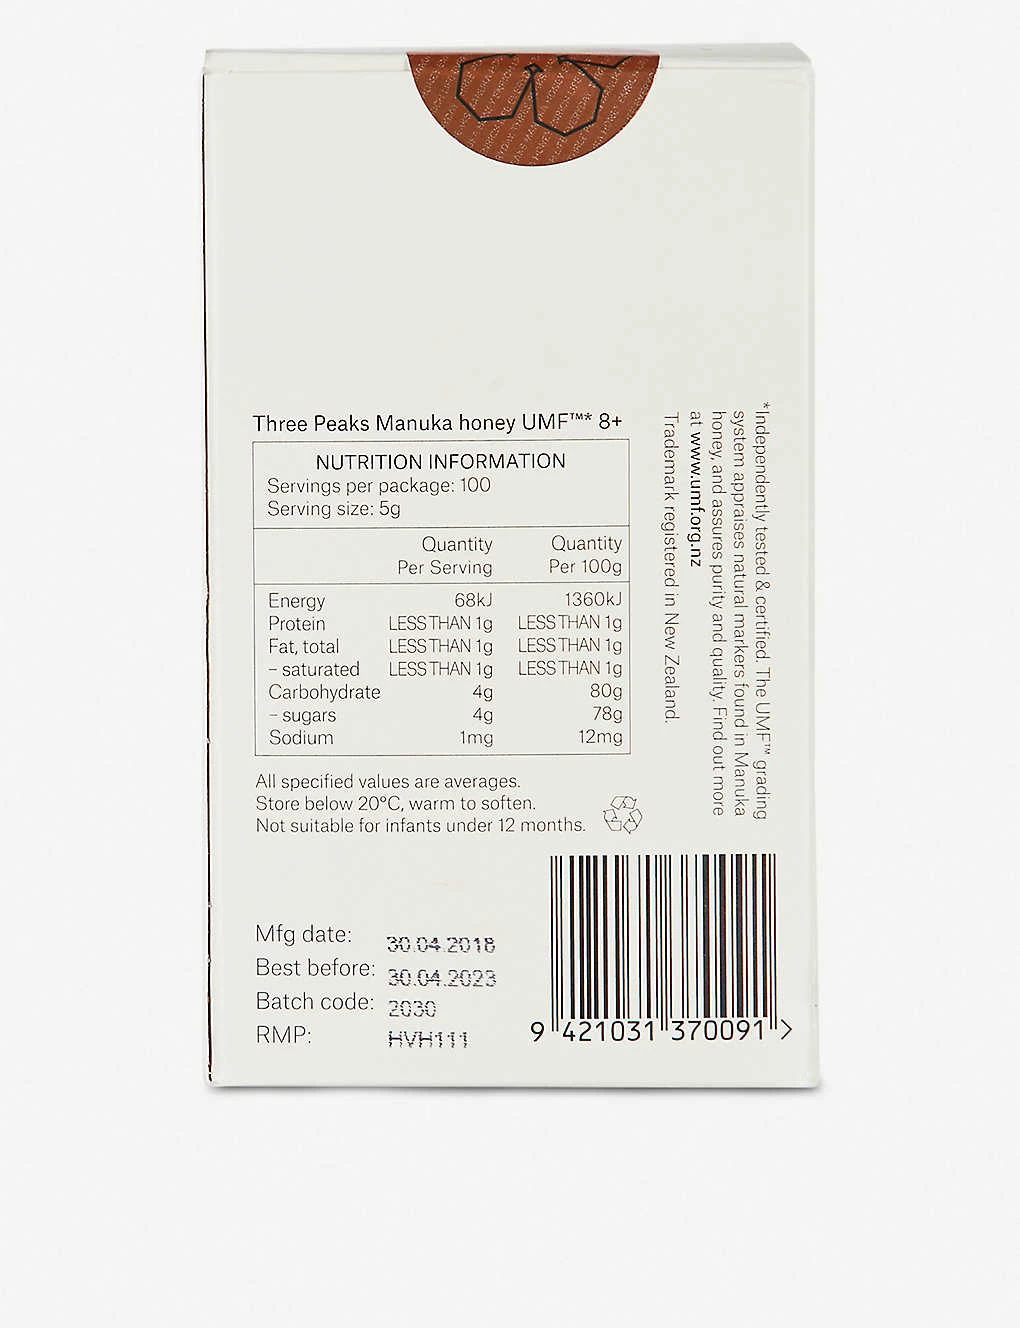 Three Peaks Manuka honey UMF™* 8+
NUTRITION INFORMATION
Servings per package: 100
Serving size: 5g
Quantity Per Serving
Quantity Per 100g
Energy 68kJ 1360kJ
Protein LESS THAN 1g LESS THAN 1g
Fat, total LESS THAN 1g LESS THAN 1g
– saturated LESS THAN 1g LESS THAN 1g
Carbohydrate 4g 80g
– sugars 4g 78g
Sodium 1mg 12mg
All specified values are averages.
Store below 20°C, warm to soften.
Not suitable for infants under 12 months.
*Independently tested & certified. The UMF™ grading
system appraises natural markers found in Manuka
honey, and assures purity and quality. Find out more
at www.umf.org.nz
Trademark registered in New Zealand.
Mfg date: 30.04.2018
Best before: 30.04.2023
Batch code: 2030
RMP: HVH111
9 421031 370091 >